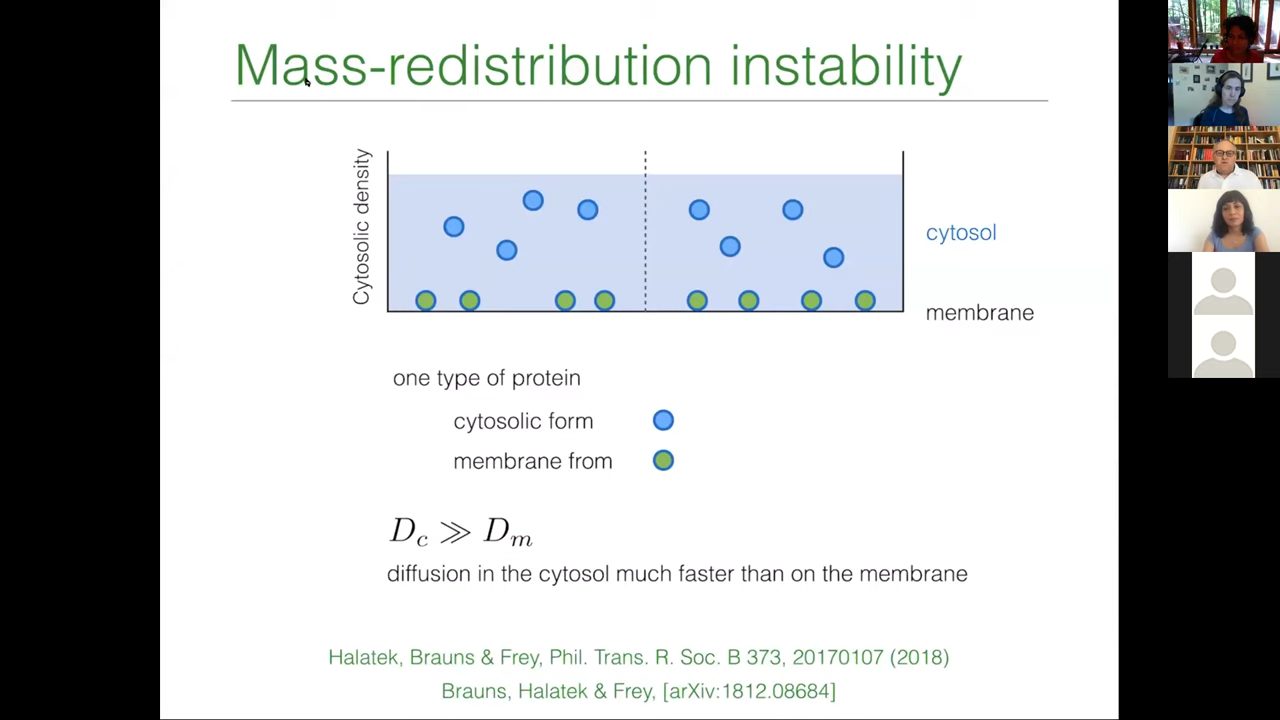 Mass-redistribution instability
Cytosolic density
cytosol
membrane
one type of protein
cytosolic form
membrane from
D_c ≫ D_m
diffusion in the cytosol much faster than on the membrane
Halatek, Brauns & Frey, Phil. Trans. R. Soc. B 373, 20170107 (2018)
Brauns, Halatek & Frey, [arXiv:1812.08684]